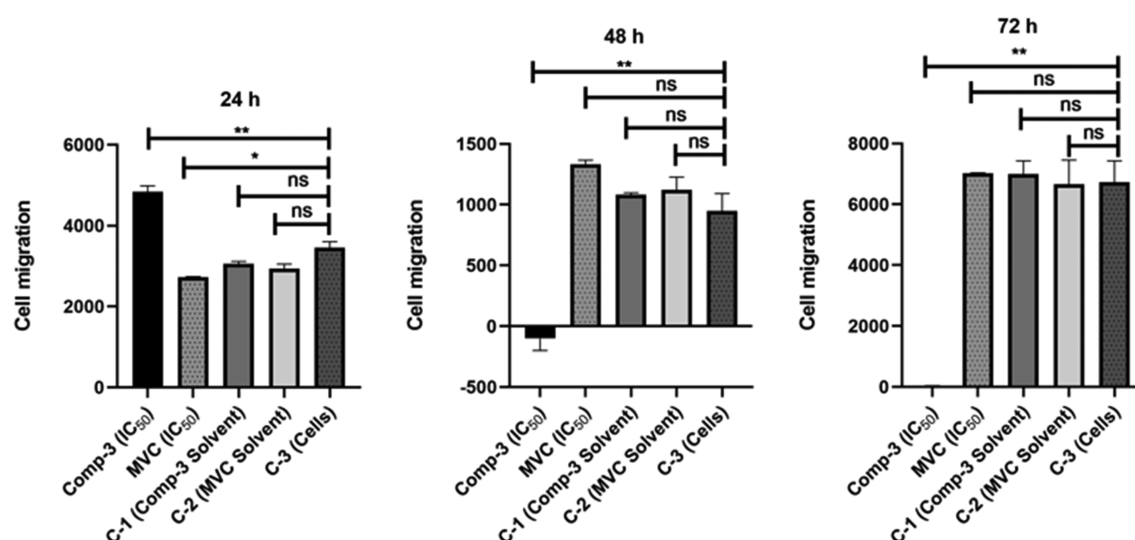 24 h
**
*
ns
ns
6000
4000
2000
0
Cell migration
Comp-3 (IC₅₀)
MVC (IC₅₀)
C-1 (Comp-3 Solvent)
C-2 (MVC Solvent)
C-3 (Cells)
48 h
**
ns
ns
ns
1500
1000
500
0
-500
Cell migration
Comp-3 (IC₅₀)
MVC (IC₅₀)
C-1 (Comp-3 Solvent)
C-2 (MVC Solvent)
C-3 (Cells)
72 h
**
ns
ns
ns
8000
6000
4000
2000
0
Cell migration
Comp-3 (IC₅₀)
MVC (IC₅₀)
C-1 (Comp-3 Solvent)
C-2 (MVC Solvent)
C-3 (Cells)